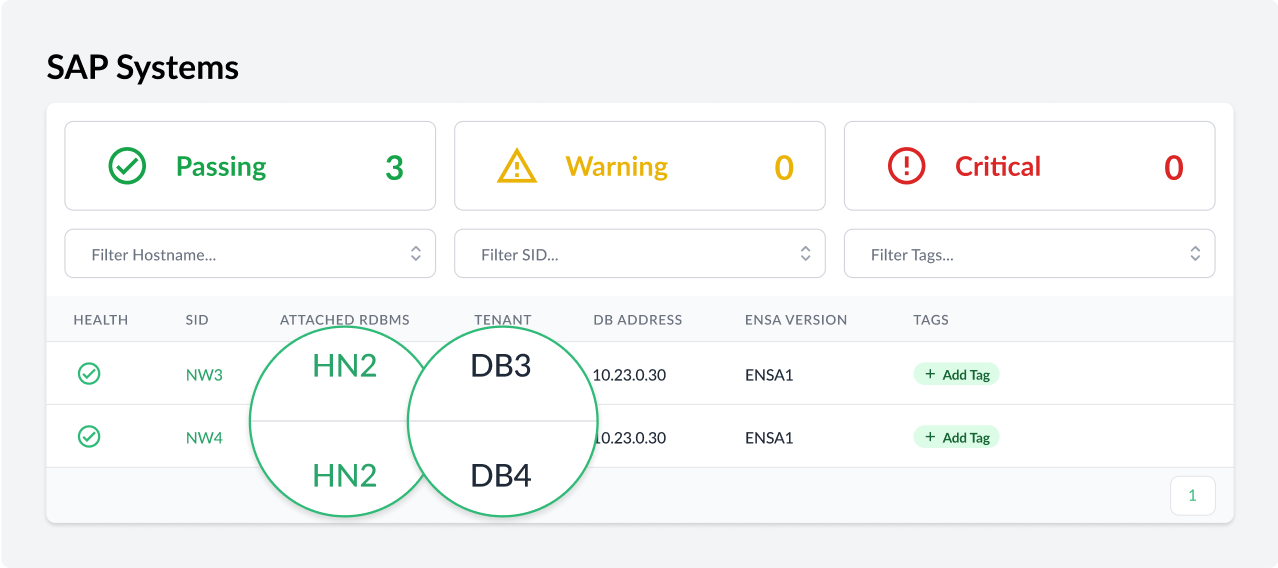 SAP Systems
Passing 3 Warning 0 Critical 0
Filter Hostname... Filter SID... Filter Tags...
HEALTH SID ATTACHED RDBMS TENANT DB ADDRESS ENSA VERSION TAGS
NW3 HN2 DB3 10.23.0.30 ENSA1 + Add Tag
NW4 HN2 DB4 10.23.0.30 ENSA1 + Add Tag
1